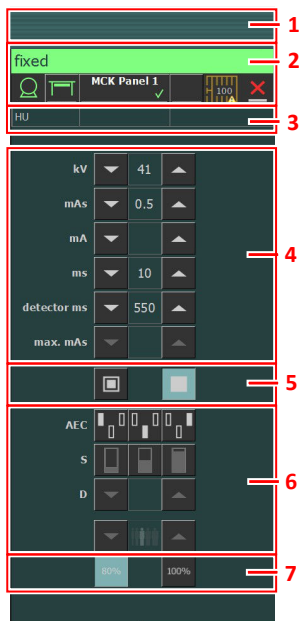 1
fixed
2
MCK Panel 1
H 100
A
HU
3
kV 41
mAs 0.5
mA
4
ms 10
detector ms 550
max. mAs
5
AEC
S
6
D
80% 100%
7